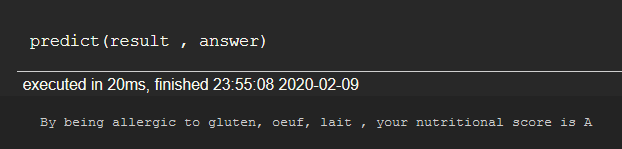 predict(result , answer)
executed in 20ms, finished 23:55:08 2020-02-09
By being allergic to gluten, oeuf, lait , your nutritional score is A